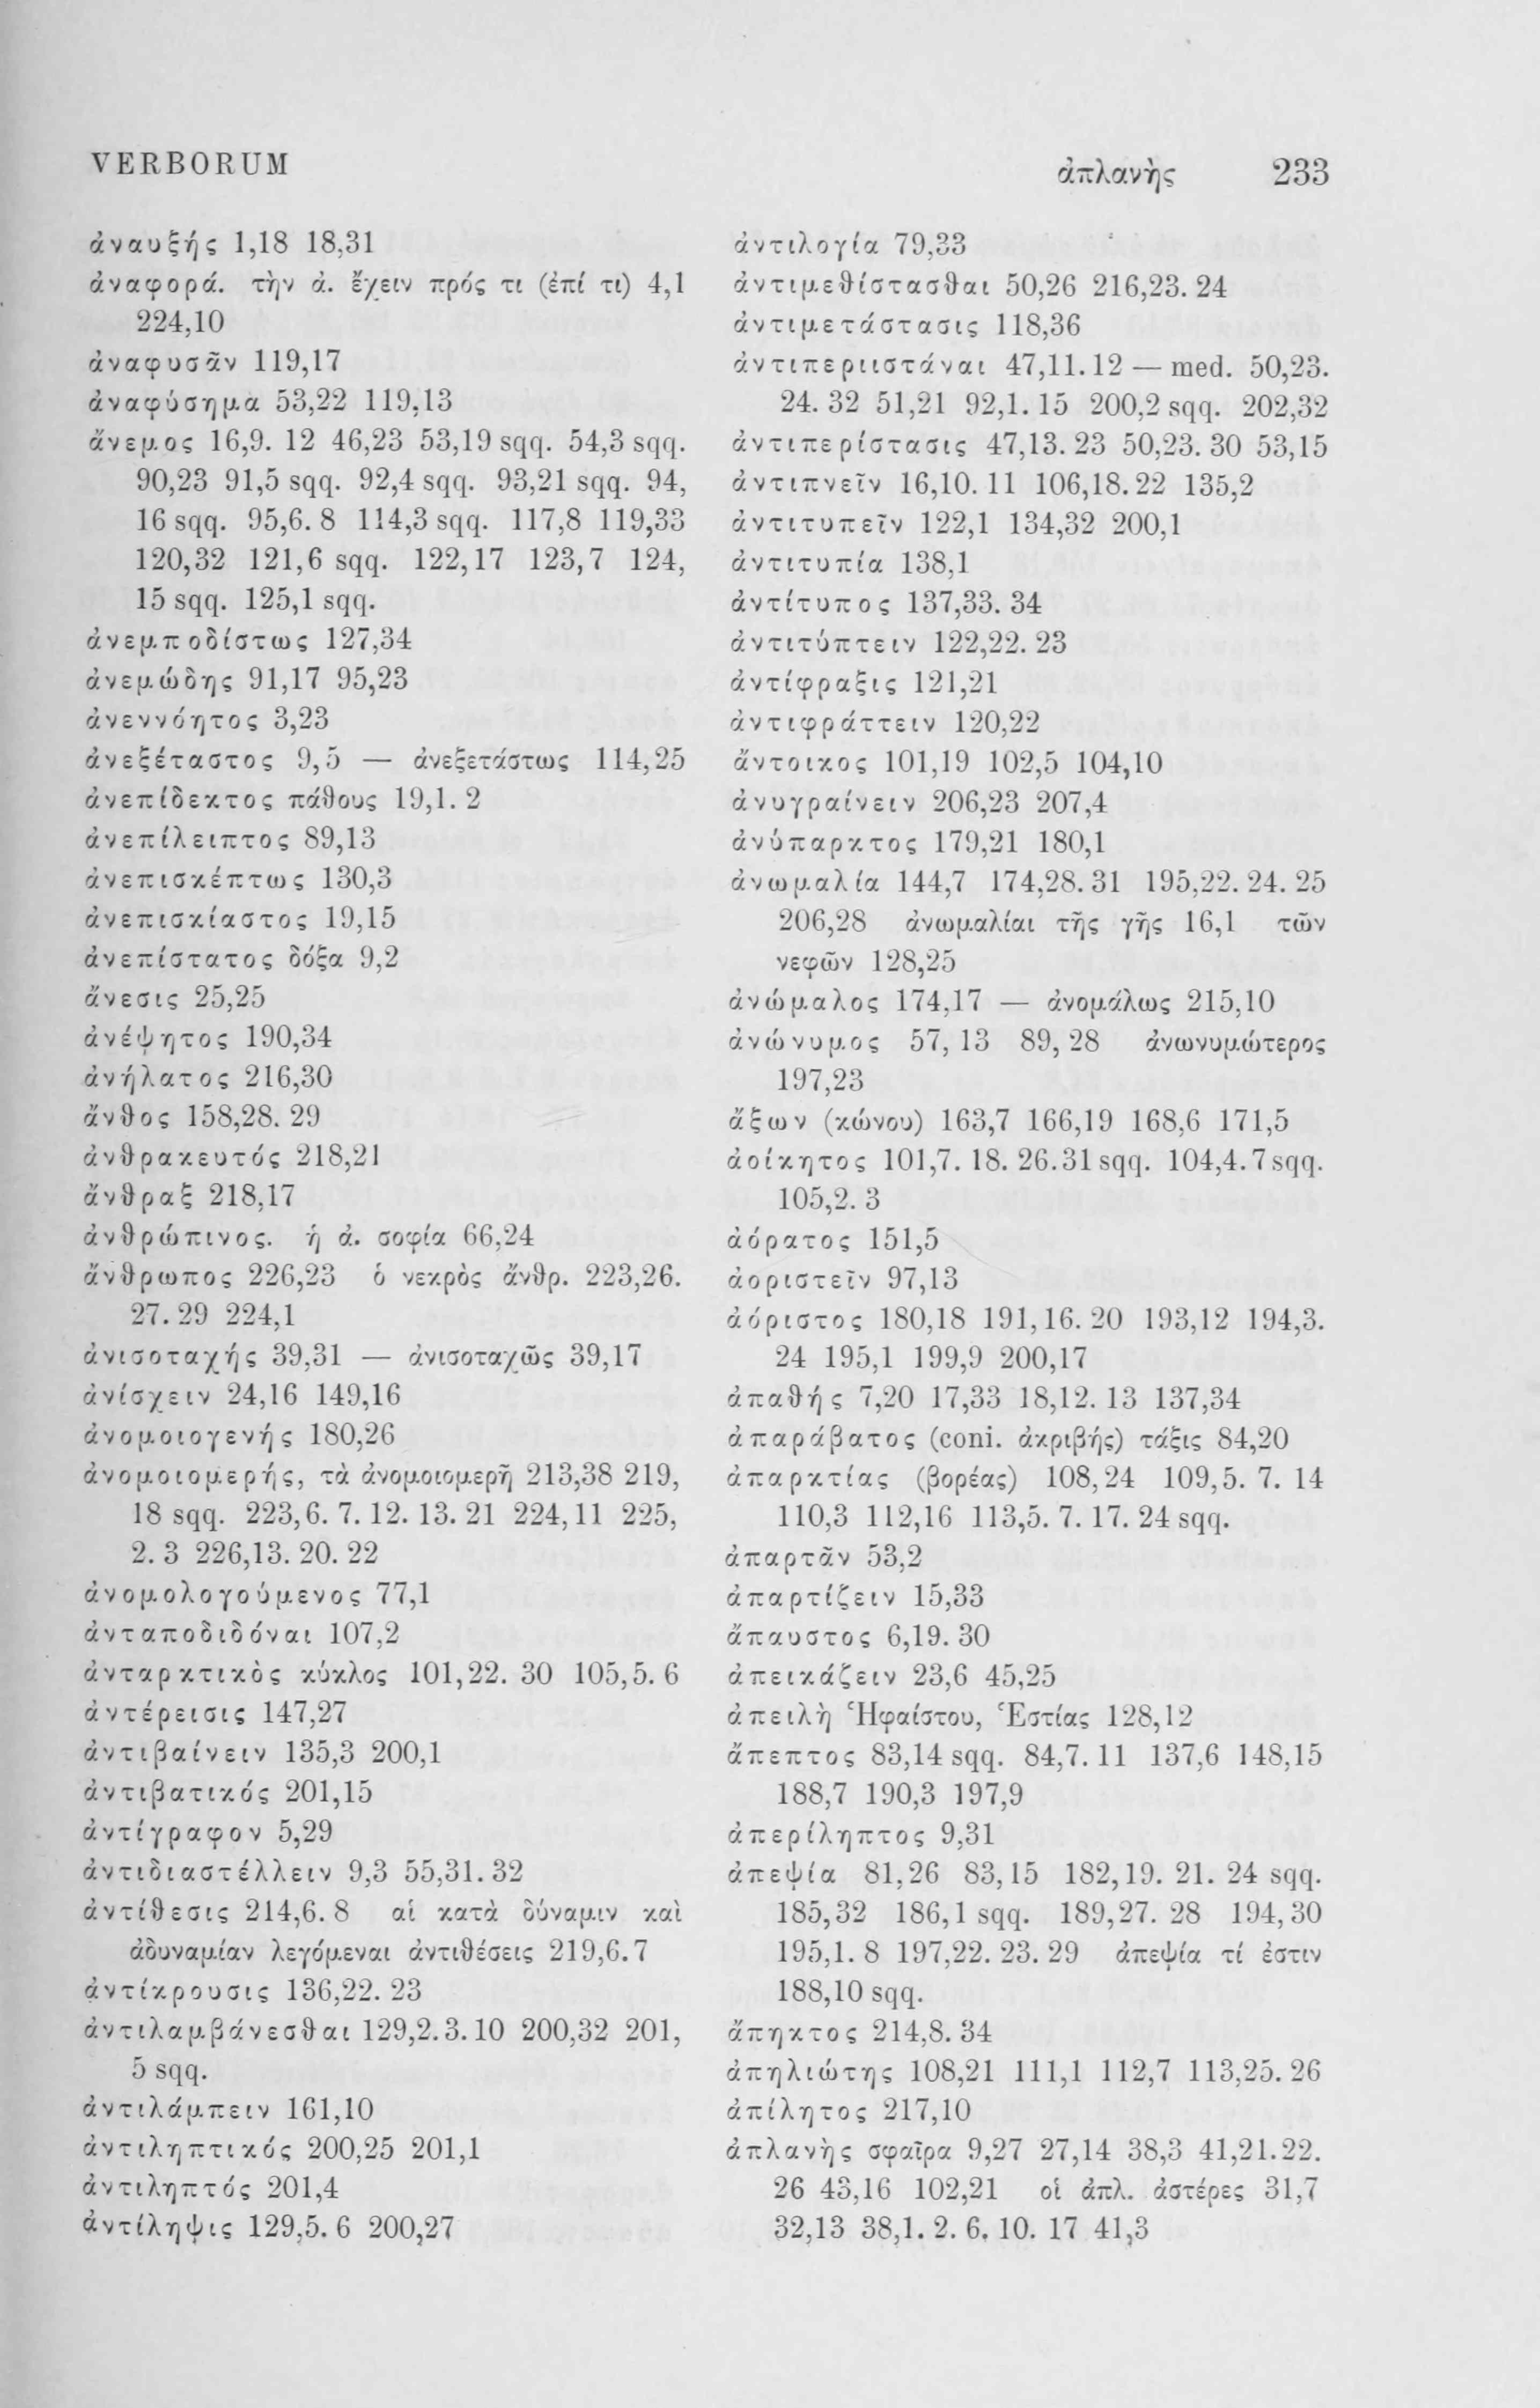 VERBORUM
ἀπλανὴς 233
ἀναυξής 1,18 18,31
ἀναφορά. τὴν ἀ. ἔχειν πρός τι (ἐπί τι) 4,1
224,10
ἀναφυσᾶν 119,17
ἀναφύσημα 53,22 119,13
ἄνεμος 16,9. 12 46,23 53,19 sqq. 54,3 sqq.
90,23 91,5 sqq. 92,4 sqq. 93,21 sqq. 94,
16 sqq. 95,6. 8 114,3 sqq. 117,8 119,33
120,32 121,6 sqq. 122,17 123,7 124,
15 sqq. 125,1 sqq.
ἀνεμποδίστως 127,34
ἀνεμώδης 91,17 95,23
ἀνεννόητος 3,23
ἀνεξέταστος 9,5 — ἀνεξετάστως 114,25
ἀνεπίδεκτος πάθους 19,1. 2
ἀνεπίλειπτος 89,13
ἀνεπισκέπτως 130,3
ἀνεπισκίαστος 19,15
ἀνεπίστατος δόξα 9,2
ἄνεσις 25,25
ἀνέψητος 190,34
ἀνήλατος 216,30
ἄνθος 158,28. 29
ἀνθρακευτός 218,21
ἄνθραξ 218,17
ἀνθρώπινος. ἡ ἀ. σοφία 66,24
ἄνθρωπος 226,23 ὁ νεκρὸς ἄνθρ. 223,26.
27. 29 224,1
ἀνισοταχής 39,31 — ἀνισοταχῶς 39,17
ἀνίσχειν 24,16 149,16
ἀνομοιογενής 180,26
ἀνομοιομερής, τὰ ἀνομοιομερῆ 213,38 219,
18 sqq. 223,6. 7. 12. 13. 21 224,11 225,
2. 3 226,13. 20. 22
ἀνομολογούμενος 77,1
ἀνταποδιδόναι 107,2
ἀνταρκτικὸς κύκλος 101,22. 30 105,5. 6
ἀντέρεισις 147,27
ἀντιβαίνειν 135,3 200,1
ἀντιβατικός 201,15
ἀντίγραφον 5,29
ἀντιδιαστέλλειν 9,3 55,31. 32
ἀντίθεσις 214,6. 8 αἱ κατὰ δύναμιν καὶ
ἀδυναμίαν λεγόμεναι ἀντιθέσεις 219,6. 7
ἀντίκρουσις 136,22. 23
ἀντιλαμβάνεσθαι 129,2. 3. 10 200,32 201,
5 sqq.
ἀντιλάμπειν 161,10
ἀντιληπτικός 200,25 201,1
ἀντιληπτός 201,4
ἀντίληψις 129,5. 6 200,27
ἀντιλογία 79,33
ἀντιμεθίστασθαι 50,26 216,23. 24
ἀντιμετάστασις 118,36
ἀντιπεριιστάναι 47,11. 12 — med. 50,23.
24. 32 51,21 92,1. 15 200,2 sqq. 202,32
ἀντιπερίστασις 47,13. 23 50,23. 30 53,15
ἀντιπνεῖν 16,10. 11 106,18. 22 135,2
ἀντιτυπεῖν 122,1 134,32 200,1
ἀντιτυπία 138,1
ἀντίτυπος 137,33. 34
ἀντιτύπτειν 122,22. 23
ἀντίφραξις 121,21
ἀντιφράττειν 120,22
ἄντοικος 101,19 102,5 104,10
ἀνυγραίνειν 206,23 207,4
ἀνύπαρκτος 179,21 180,1
ἀνωμαλία 144,7 174,28. 31 195,22. 24. 25
206,28 ἀνωμαλίαι τῆς γῆς 16,1 τῶν
νεφῶν 128,25
ἀνώμαλος 174,17 — ἀνομάλως 215,10
ἀνώνυμος 57, 13 89, 28 ἀνωνυμώτερος
197,23
ἄξων (κώνου) 163,7 166,19 168,6 171,5
ἀοίκητος 101,7. 18. 26. 31 sqq. 104,4. 7 sqq.
105,2. 3
ἀόρατος 151,5
ἀοριστεῖν 97,13
ἀόριστος 180,18 191,16. 20 193,12 194,3.
24 195,1 199,9 200,17
ἀπαθής 7,20 17,33 18,12. 13 137,34
ἀπαράβατος (coni. ἀκριβής) τάξις 84,20
ἀπαρκτίας (βορέας) 108,24 109,5. 7. 14
110,3 112,16 113,5. 7. 17. 24 sqq.
ἀπαρτᾶν 53,2
ἀπαρτίζειν 15,33
ἄπαυστος 6,19. 30
ἀπεικάζειν 23,6 45,25
ἀπειλὴ Ἡφαίστου, Ἑστίας 128,12
ἄπεπτος 83,14 sqq. 84,7. 11 137,6 148,15
188,7 190,3 197,9
ἀπερίληπτος 9,31
ἀπεψία 81,26 83,15 182,19. 21. 24 sqq.
185,32 186,1 sqq. 189,27. 28 194,30
195,1. 8 197,22. 23. 29 ἀπεψία τί ἐστιν
188,10 sqq.
ἄπηκτος 214,8. 34
ἀπηλιώτης 108,21 111,1 112,7 113,25. 26
ἀπίλητος 217,10
ἀπλανὴς σφαῖρα 9,27 27,14 38,3 41,21. 22.
26 43,16 102,21 οἱ ἀπλ. ἀστέρες 31,7
32,13 38,1. 2. 6. 10. 17 41,3